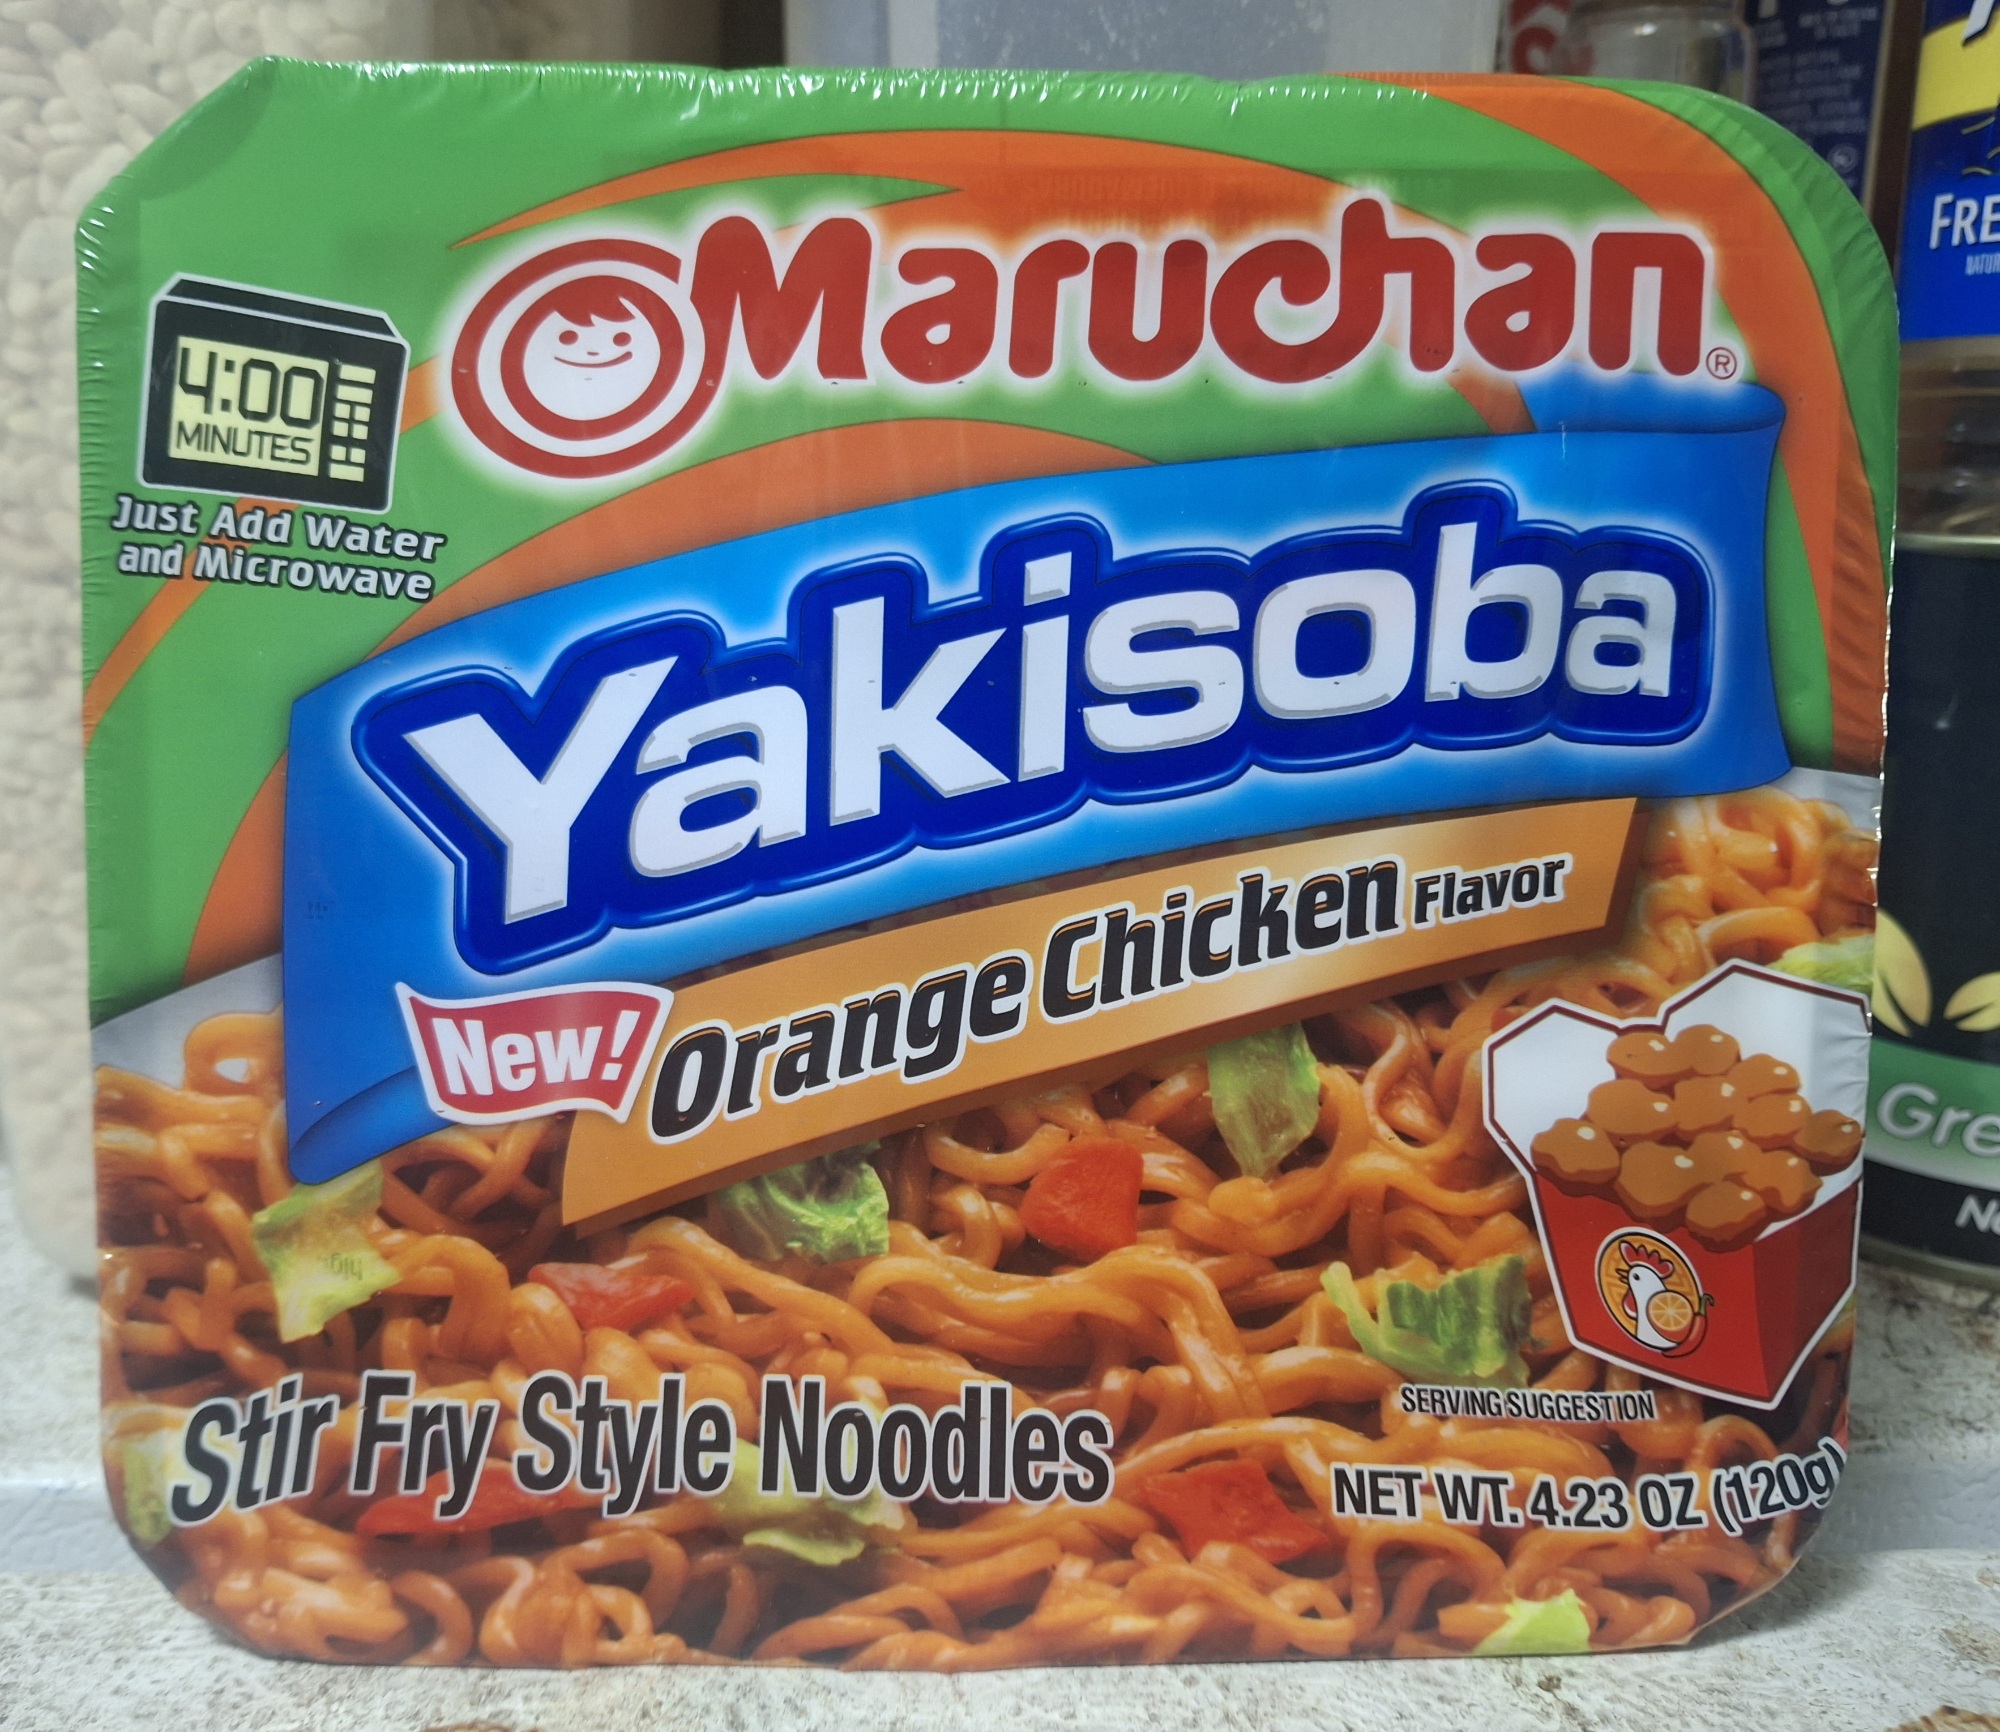 Maruchan®
4:00
MINUTES
Just Add Water
and Microwave
Yakisoba
New!
Orange Chicken Flavor
Stir Fry Style Noodles
SERVING SUGGESTION
NET WT. 4.23 OZ (120g)